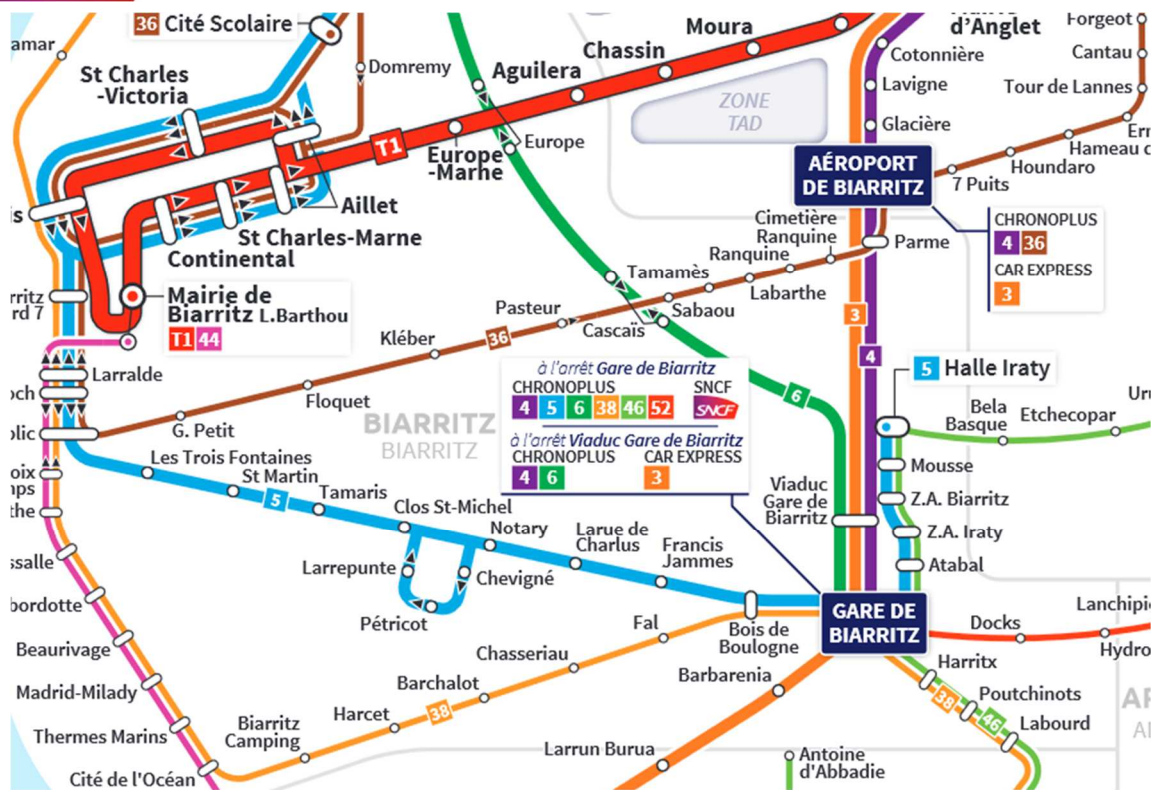 36 Cité Scolaire
d'Anglet
Forgeot
Moura
Cotonnière
Cantau
Chassin
Domremy
Aguilera
St Charles
-Victoria
Lavigne
Tour de Lannes
ZONE
TAD
Glacière
T1
Europe
Europe
-Marhe
AÉROPORT
DE BIARRITZ
Houndaro
7 Puits
Aillet
Cimetière
Ranquine
CHRONOPLUS
4 36
CAR EXPRESS
3
St Charles-Marne
Continental
Parme
Ranquine
Tamamès
Labarthe
Mairie de
Biarritz L.Barthou
T1 44
Pasteur
Sabaou
Cascaïs
3
Kléber
36
4
Larralde
à l'arrêt Gare de Biarritz
CHRONOPLUS
SNCF
4 5 6 38 46 52
SNCF
à l'arrêt Viaduc Gare de Biarritz
CHRONOPLUS
CAR EXPRESS
4 6
3
6
5 Halle Iraty
Floquet
BIARRITZ
BIARRITZ
G. Petit
Bela
Basque
Etchecopar
Les Trois Fontaines
St Martin
Tamaris
5
Clos St-Michel
Notary
Larue de
Charlus
Francis
Jammes
Viaduc
Gare de
Biarritz
Mousse
Z.A. Biarritz
Z.A. Iraty
Atabal
Larrepunte
Chevigné
Pétricot
GARE DE
BIARRITZ
Bois de
Boulogne
Docks
Fal
Beaurivage
Chasseriau
Barbarenia
Harritx
Madrid-Milady
Barchalot
38
Poutchinots
38
46
Labourd
Harcet
Thermes Marins
Biarritz
Camping
Larrun Burua
Cité de l'Océan
Antoine
d'Abbadie